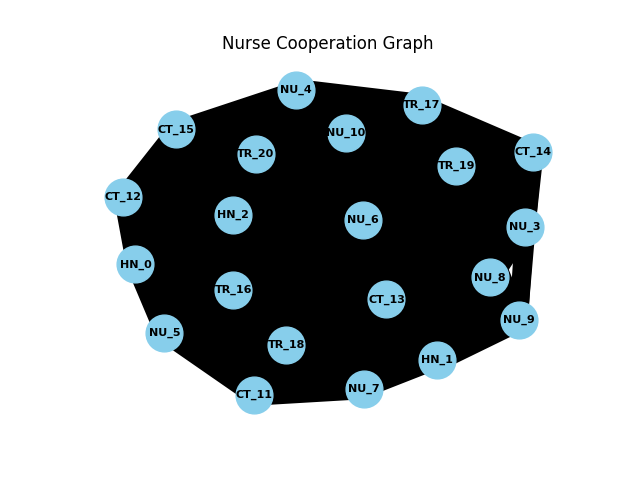 Nurse Cooperation Graph
NU_4
TR_17
CT_15
NU_10
CT_14
TR_20
TR_19
CT_12
HN_2
NU_6
NU_3
HN_0
NU_8
TR_16
CT_13
NU_9
NU_5
TR_18
HN_1
NU_7
CT_11